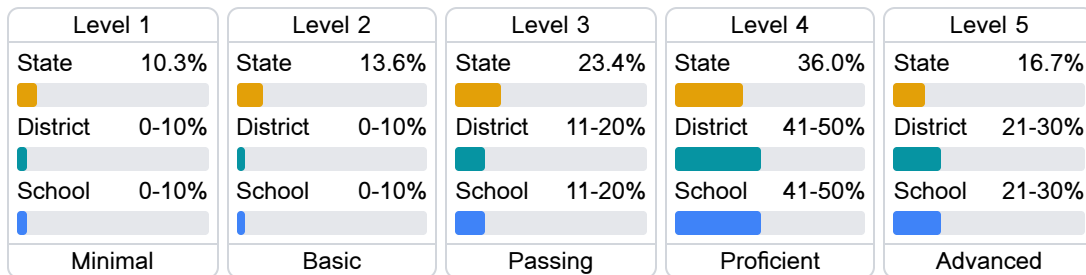 Level 1
State 10.3%
District 0-10%
School 0-10%
Minimal
Level 2
State 13.6%
District 0-10%
School 0-10%
Basic
Level 3
State 23.4%
District 11-20%
School 11-20%
Passing
Level 4
State 36.0%
District 41-50%
School 41-50%
Proficient
Level 5
State 16.7%
District 21-30%
School 21-30%
Advanced